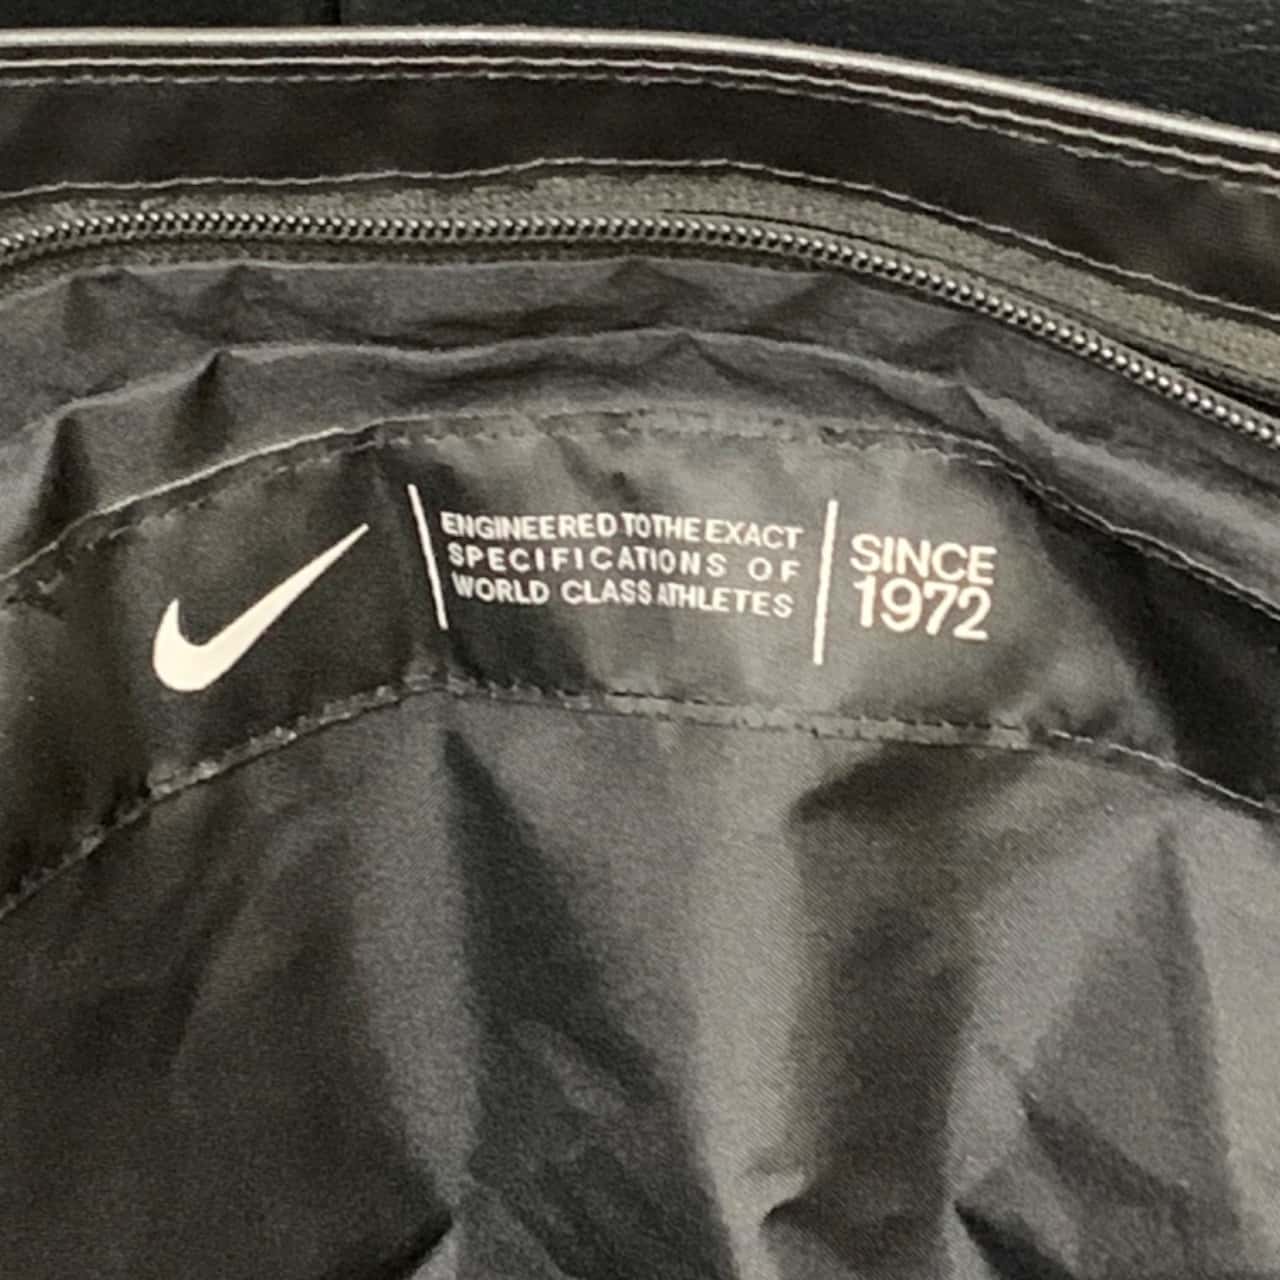 ENGINEERED TO THE EXACT
SPECIFICATIONS OF
WORLD CLASS ATHLETES
SINCE
1972